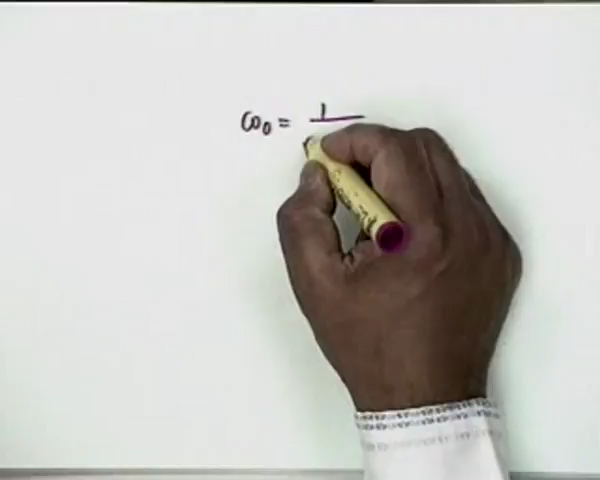 ω₀ = 1